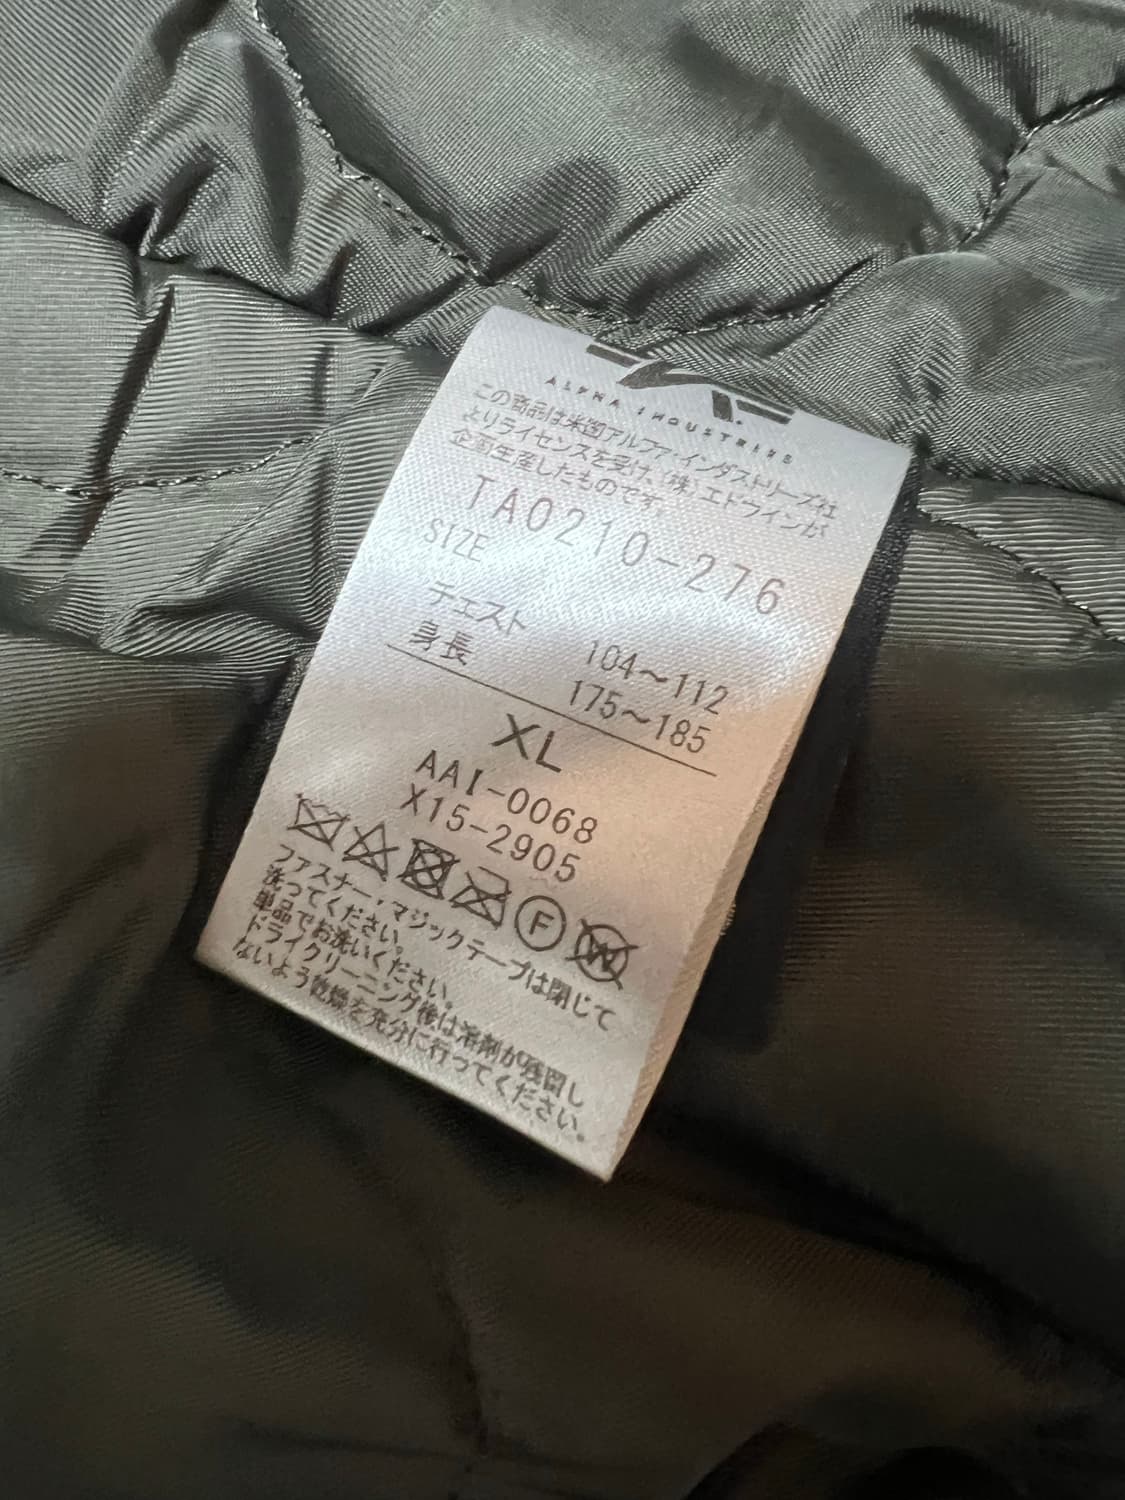 ALPHA INDUSTRIES
この商品は米国アルファ・インダストリーズ社
よりライセンスを受け、(株)エドウインが
企画生産したものです。
TA0210-276
SIZE
チェスト 104~112
身長 175~185
XL
AAI-0068
X15-2905
F W
ファスナー・マジックテープは閉じて
洗ってください。
単品でお洗いください。
ドライクリーニング後は溶剤が残留し
ないよう乾燥を充分に行ってください。